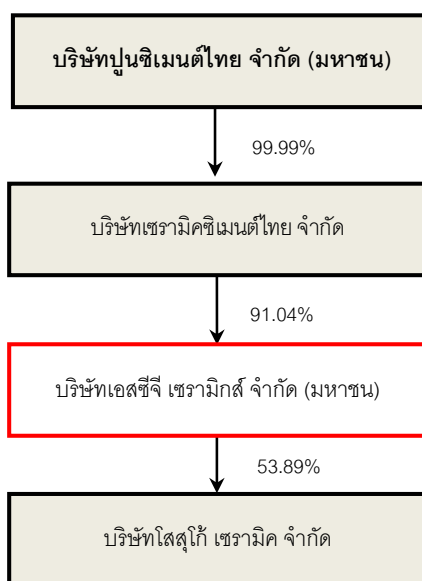 บริษัทปูนซิเมนต์ไทย จำกัด (มหาชน)
99.99%
บริษัทเซรามิคซิเมนต์ไทย จำกัด
91.04%
บริษัทเอสซีจี เซรามิกส์ จำกัด (มหาชน)
53.89%
บริษัทโสสุโก้ เซรามิค จำกัด